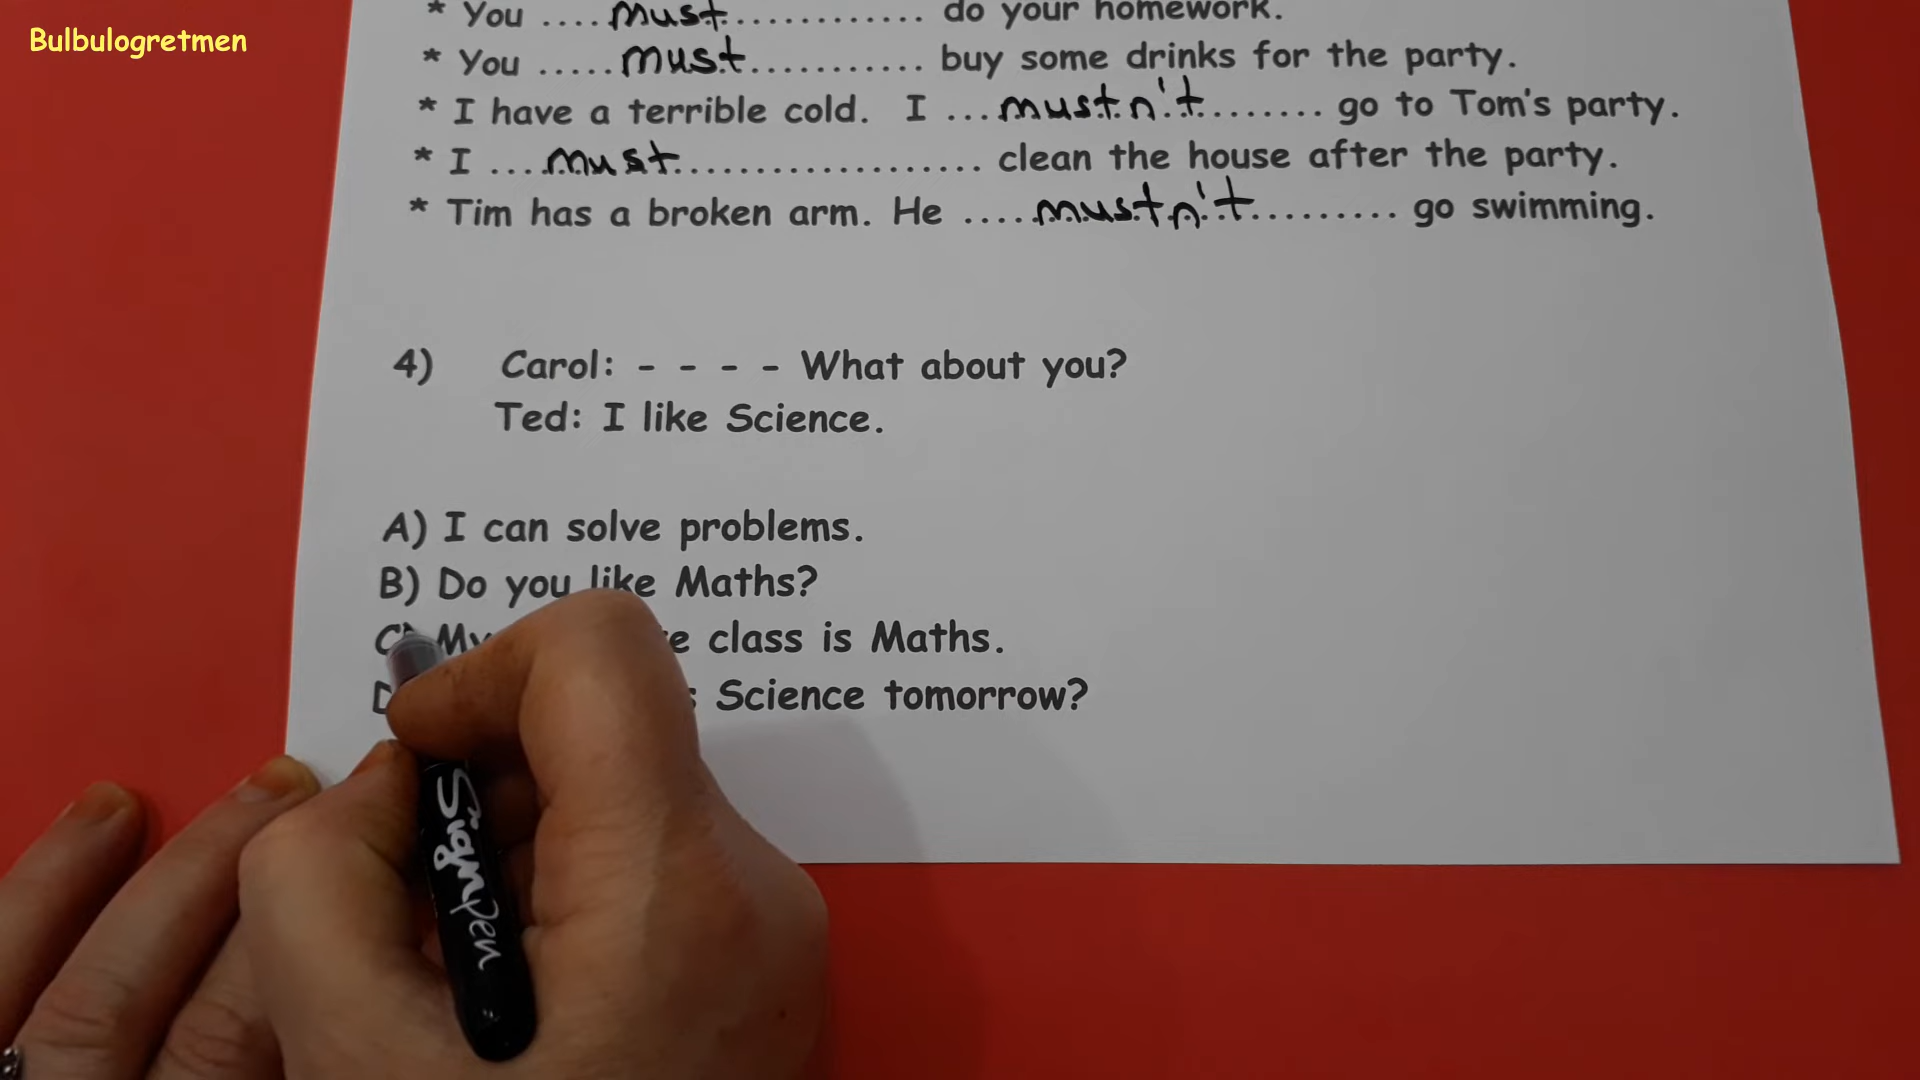 Bulbulogretmen
* You ....must............. do your homework.
* You .....must............ buy some drinks for the party.
* I have a terrible cold. I ...mustn't........ go to Tom's party.
* I ....must................... clean the house after the party.
* Tim has a broken arm. He .....mustn't......... go swimming.
4) Carol: - - - - What about you?
Ted: I like Science.
A) I can solve problems.
B) Do you like Maths?
C) My class is Maths.
D Science tomorrow?
Signpen